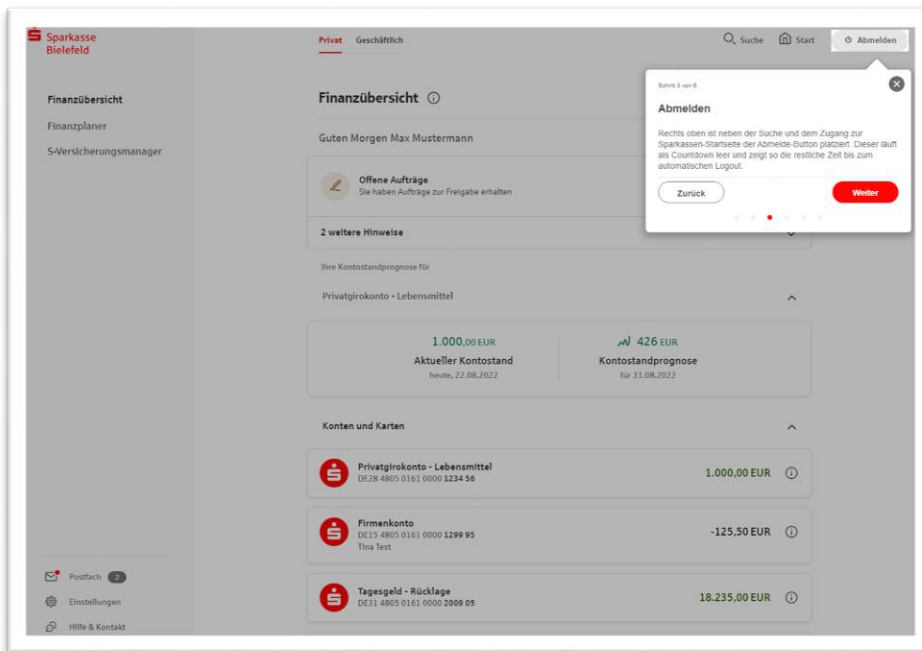 Sparkasse
Bielefeld
Privat Geschäftlich
Suche Start Abmelden
Finanzübersicht
Finanzplaner
S-Versicherungsmanager
Finanzübersicht
Guten Morgen Max Mustermann
Offene Aufträge
Sie haben Aufträge zur Freigabe erhalten
2 weitere Hinweise
Schritt 3 von 6
Abmelden
Rechts oben ist neben der Suche und dem Zugang zur
Sparkassen-Startseite der Abmelde-Button platziert. Dieser läuft
als Countdown leer und zeigt so die restliche Zeit bis zum
automatischen Logout.
Zurück Weiter
Ihre Kontostandprognose für
Privatgirokonto - Lebensmittel
1.000,00 EUR
Aktueller Kontostand
heute, 22.08.2022
426 EUR
Kontostandprognose
für 31.08.2022
Konten und Karten
Privatgirokonto - Lebensmittel
DE28 4805 0161 0000 1234 56
1.000,00 EUR
Firmenkonto
DE15 4805 0161 0000 1299 95
Tina Test
-125,50 EUR
Tagesgeld - Rücklage
DE31 4805 0161 0000 2009 05
18.235,00 EUR
Postfach 2
Einstellungen
Hilfe & Kontakt